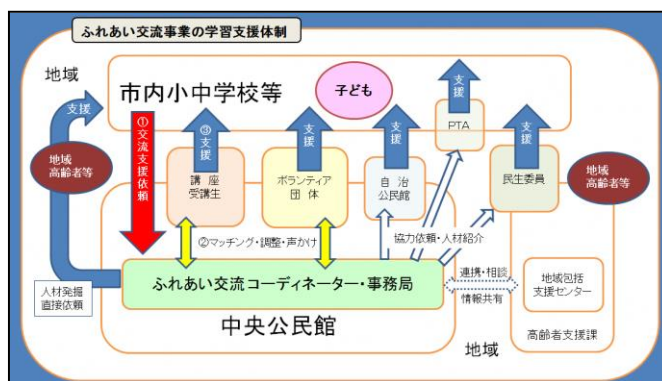 ふれあい交流事業の学習支援体制
地域
市内小中学校等
子ども
支援
①交流支援依頼
③支援
支援
支援
支援
支援
PTA
地域
高齢者等
講座
受講生
ボランティア
団体
自治
公民館
民生委員
地域
高齢者等
②マッチング・調整・声かけ
協力依頼・人材紹介
ふれあい交流コーディネーター・事務局
連携・相談
情報共有
地域包括
支援センター
人材発掘
直接依頼
中央公民館
高齢者支援課
地域